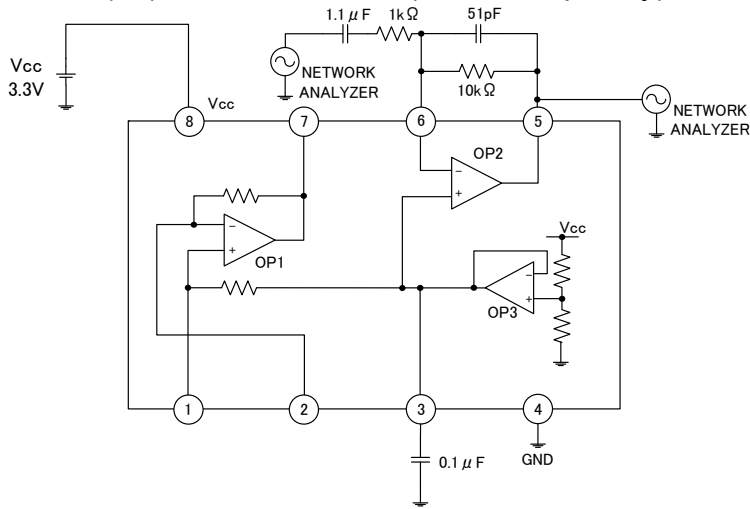 1.1μF
1kΩ
51pF
Vcc
3.3V
NETWORK
ANALYZER
10kΩ
NETWORK
ANALYZER
8
Vcc
7
6
5
OP2
−
+
−
+
OP1
Vcc
−
+
OP3
1
2
3
4
0.1μF
GND